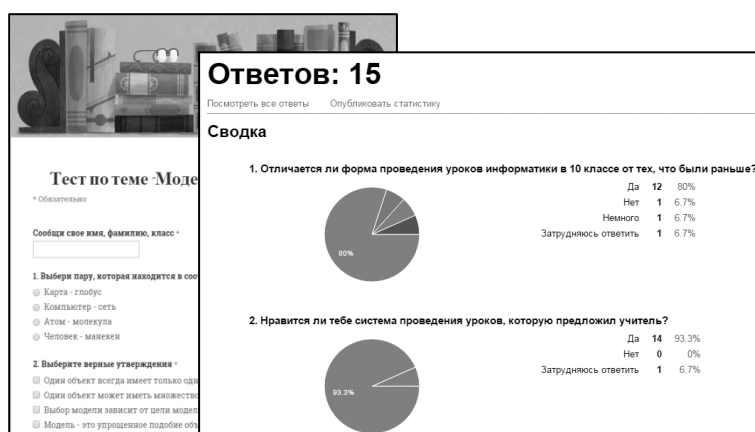 Тест по теме "Моде
* Обязательно
Сообщи свое имя, фамилию, класс *
1. Выбери пару, которая находится в соот
Карта - глобус
Компьютер - сеть
Атом - молекула
Человек - манекен
2. Выберите верные утверждения *
Один объект всегда имеет только одн
Один объект может иметь множество
Выбор модели зависит от цели модел
Модель - это упрощенное подобие объ
Ответов: 15
Посмотреть все ответы Опубликовать статистику
Сводка
1. Отличается ли форма проведения уроков информатики в 10 классе от тех, что были раньше?
Да 12 80%
Нет 1 6.7%
Немного 1 6.7%
Затрудняюсь ответить 1 6.7%
80%
2. Нравится ли тебе система проведения уроков, которую предложил учитель?
Да 14 93.3%
Нет 0 0%
Затрудняюсь ответить 1 6.7%
93.3%